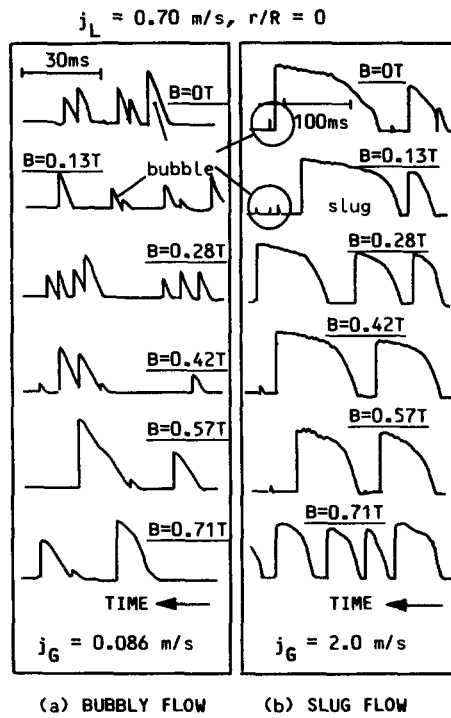 j_L = 0.70 m/s, r/R = 0
30ms
B=0T
B=0.13T
bubble
B=0.28T
B=0.42T
B=0.57T
B=0.71T
TIME
j_G = 0.086 m/s
(a) BUBBLY FLOW
B=0T
100ms
B=0.13T
slug
B=0.28T
B=0.42T
B=0.57T
B=0.71T
TIME
j_G = 2.0 m/s
(b) SLUG FLOW